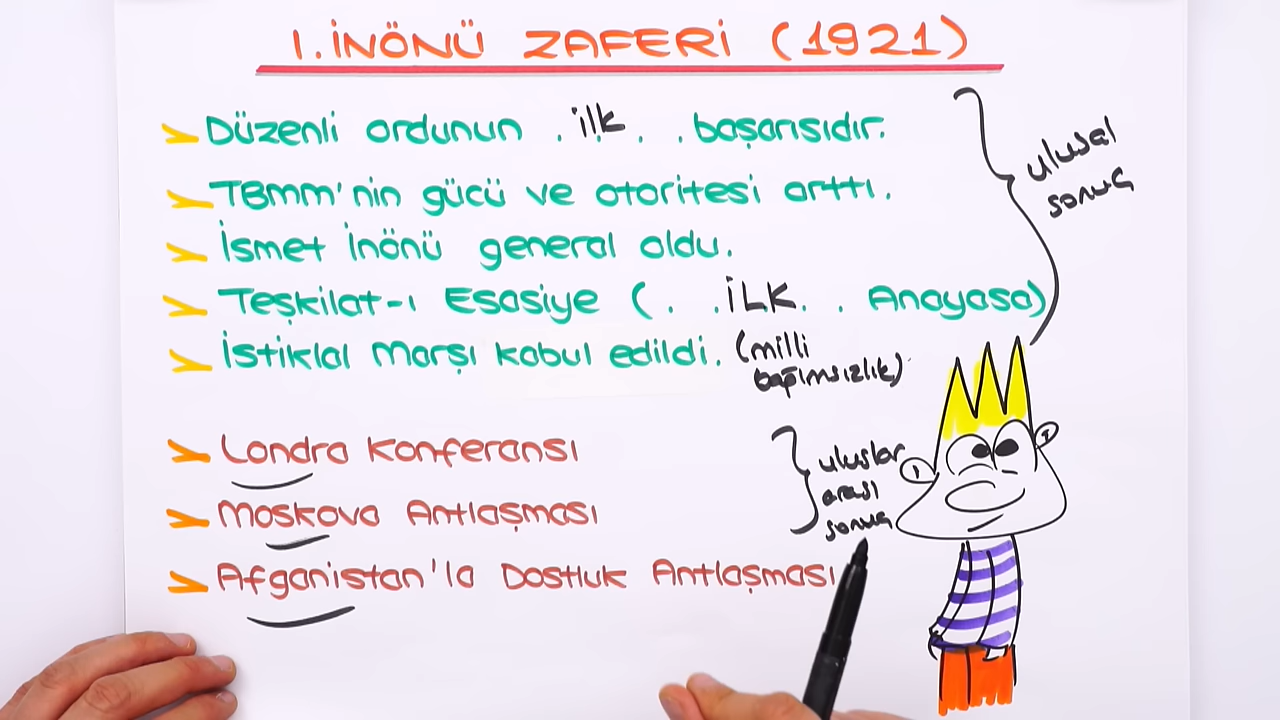 I. İNÖNÜ ZAFERİ (1921)
Düzenli ordunun . ilk . . başarısıdır.
TBMM'nin gücü ve otoritesi arttı.
İsmet İnönü general oldu.
Teşkilat-ı Esasiye ( . . İLK . . Anayasa)
İstiklal Marşı kabul edildi. (milli
bağımsızlık)
ulusal
sonuç
Londra Konferansı
Moskova Antlaşması
Afganistan'la Dostluk Antlaşması
uluslar
arası
sonuç